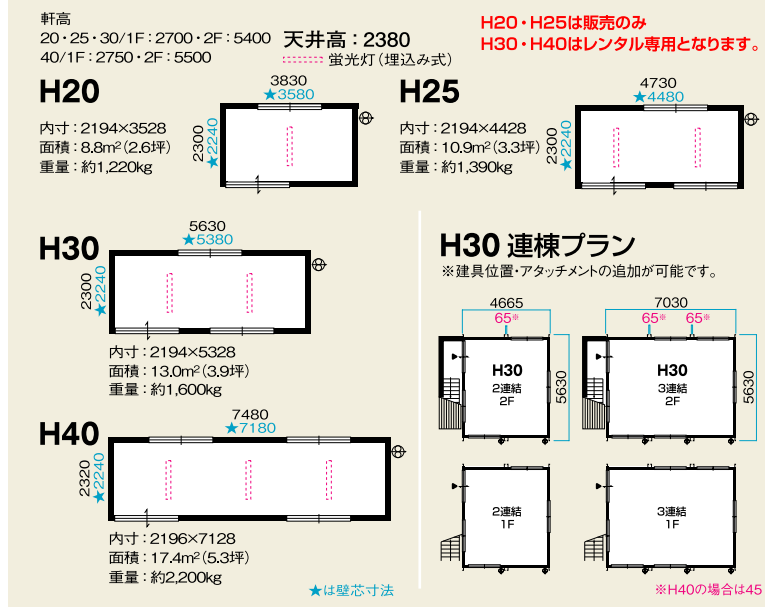 軒高
20・25・30/1F：2700・2F：5400
40/1F：2750・2F：5500
天井高：2380
蛍光灯（埋込み式）
H20・H25は販売のみ
H30・H40はレンタル専用となります。
H20
内寸：2194×3528
面積：8.8m²（2.6坪）
重量：約1,220kg
3830
★3580
2300
★2240
H25
内寸：2194×4428
面積：10.9m²（3.3坪）
重量：約1,390kg
4730
★4480
2300
★2240
H30
5630
★5380
2300
★2240
内寸：2194×5328
面積：13.0m²（3.9坪）
重量：約1,600kg
H40
7480
★7180
2320
★2240
内寸：2196×7128
面積：17.4m²（5.3坪）
重量：約2,200kg
★は壁芯寸法
H30 連棟プラン
※建具位置・アタッチメントの追加が可能です。
4665
65※
H30
2連結
2F
5630
7030
65※ 65※
H30
3連結
2F
5630
2連結
1F
3連結
1F
※H40の場合は45